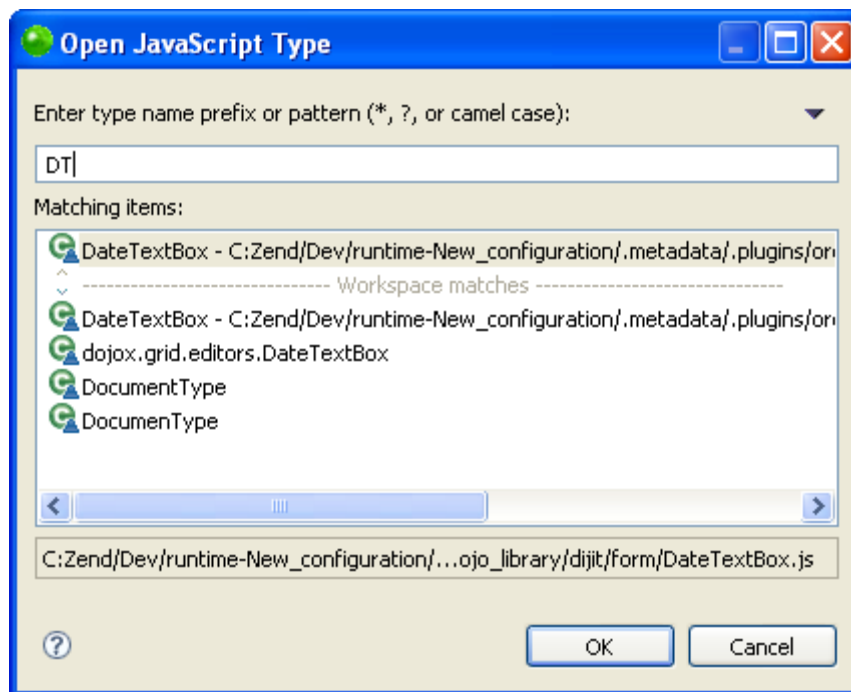 Open JavaScript Type
Enter type name prefix or pattern (*, ?, or camel case):
DT
Matching items:
DateTextBox - C:Zend/Dev/runtime-New_configuration/.metadata/.plugins/or
------------------------------- Workspace matches -------------------------------
DateTextBox - C:Zend/Dev/runtime-New_configuration/.metadata/.plugins/or
dojox.grid.editors.DateTextBox
DocumentType
DocumenType
C:Zend/Dev/runtime-New_configuration/...ojo_library/dijit/form/DateTextBox.js
?
OK Cancel